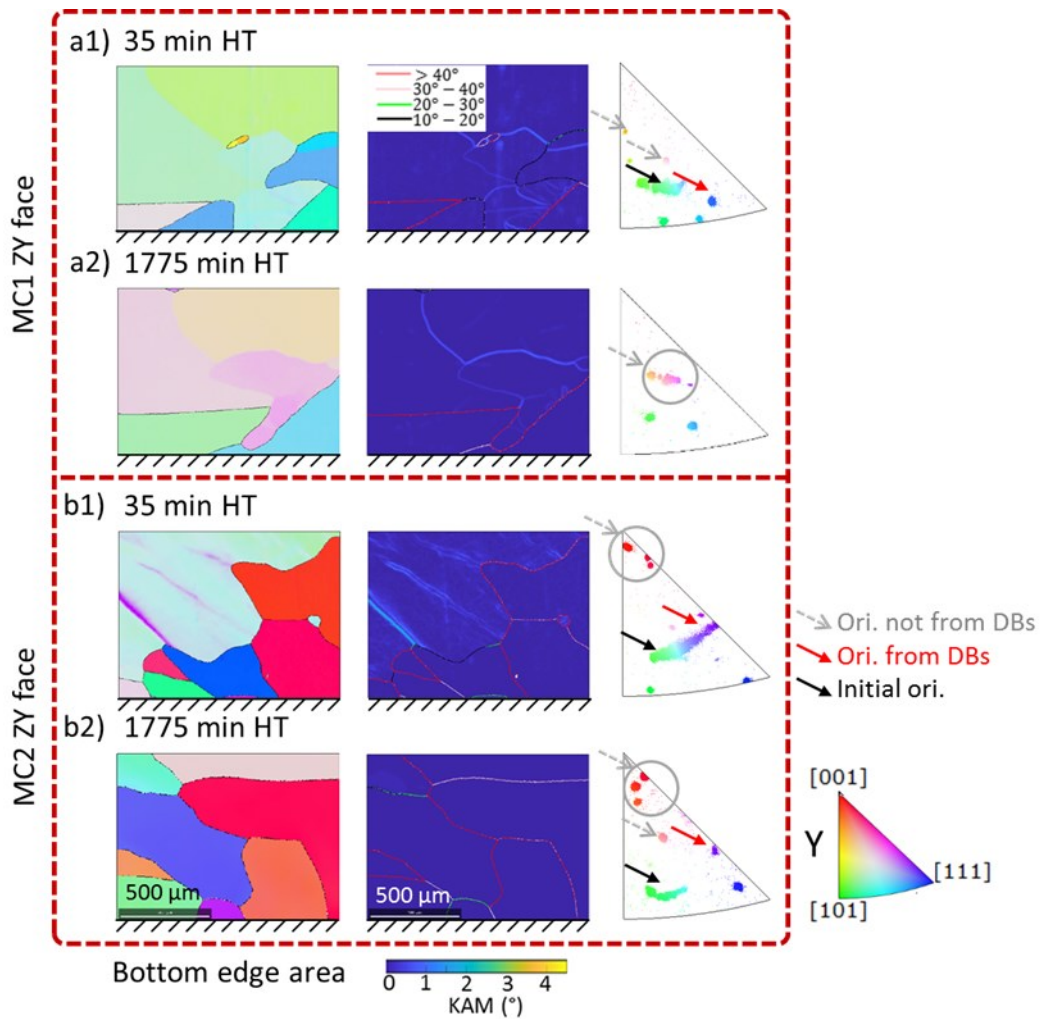 MC1 ZY face
a1) 35 min HT
> 40°
30° – 40°
20° – 30°
10° – 20°
a2) 1775 min HT
MC2 ZY face
b1) 35 min HT
Ori. not from DBs
Ori. from DBs
Initial ori.
b2) 1775 min HT
500 µm
500 µm
[001]
Y
[111]
[101]
Bottom edge area
0 1 2 3 4
KAM (°)